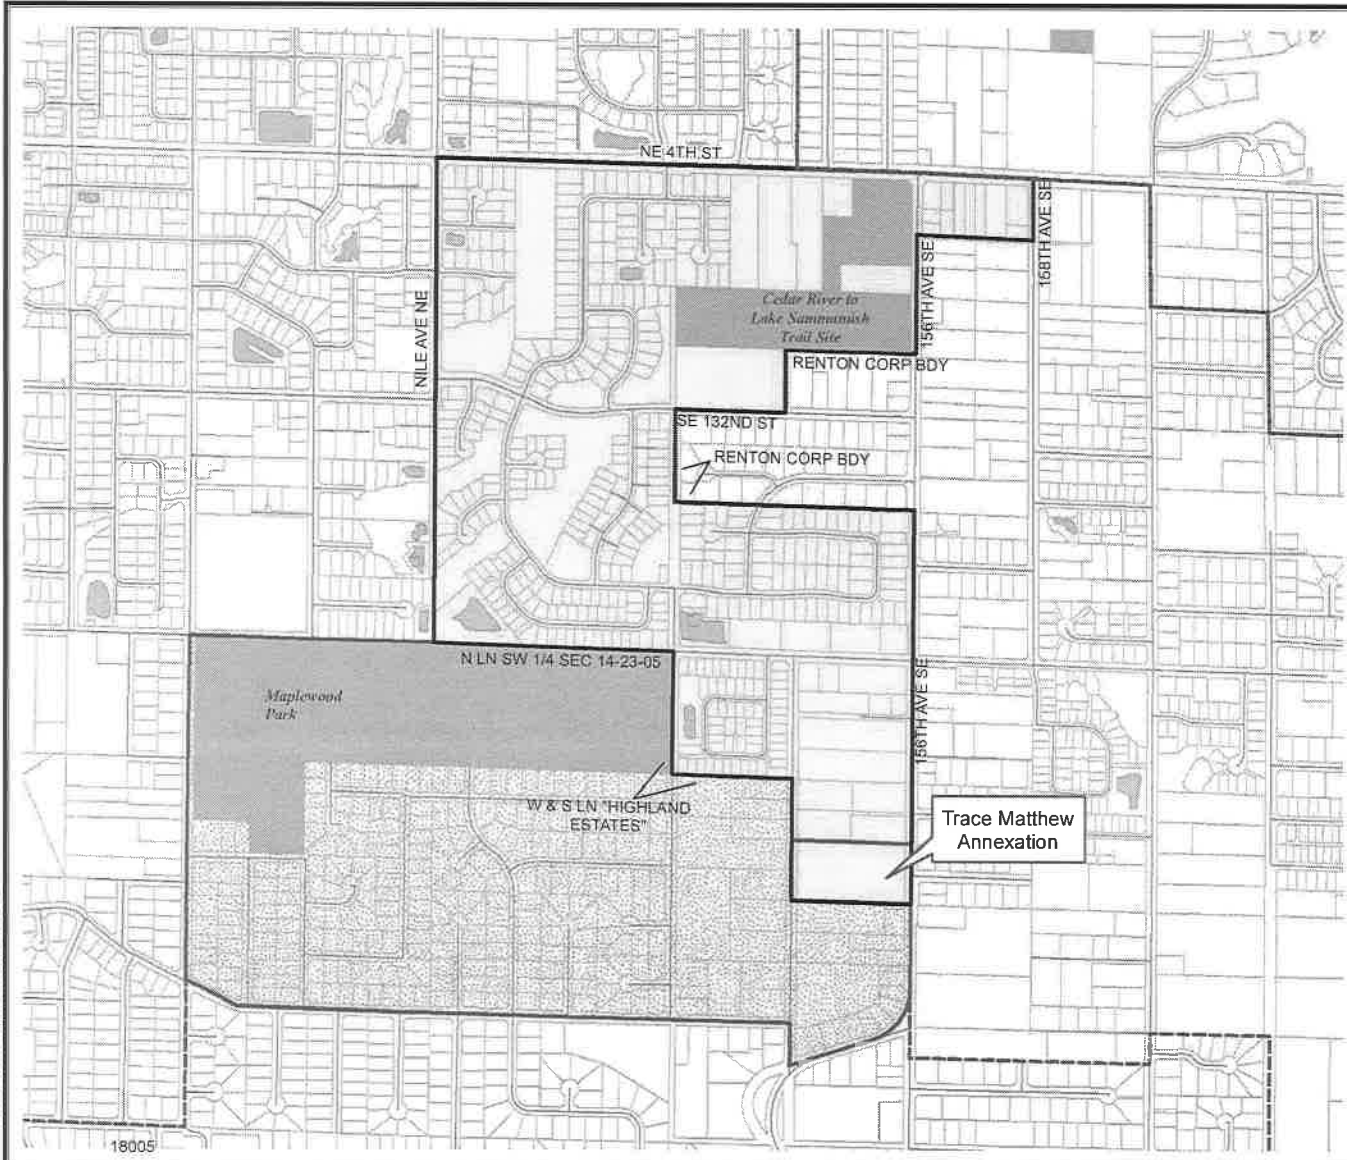 NE 4TH ST
158TH AVE SE
156TH AVE SE
NILE AVE NE
Cedar River to
Lake Sammamish
Trail Site
RENTON CORP BDY
SE 132ND ST
RENTON CORP BDY
N LN SW 1/4 SEC 14-23-05
Maplewood
Park
156TH AVE SE
W & S LN "HIGHLAND
ESTATES"
Trace Matthew
Annexation
18005